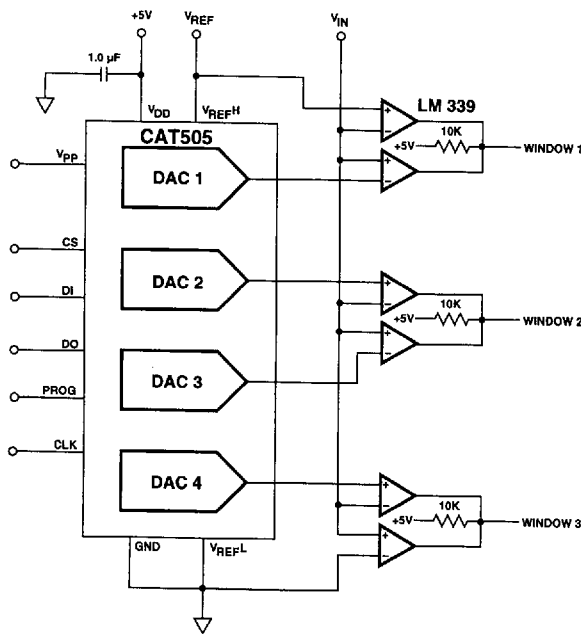 +5V
VREF
VIN
1.0 µF
VDD
VREFH
LM 339
CAT505
10K
+5V
WINDOW 1
VPP
DAC 1
CS
DAC 2
DI
10K
+5V
WINDOW 2
DO
DAC 3
PROG
CLK
DAC 4
10K
+5V
WINDOW 3
GND
VREFL
+
−
+
−
+
−
+
−
+
−
+
−